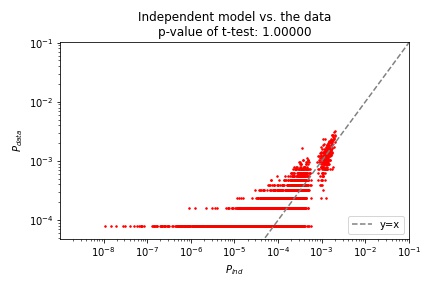 Independent model vs. the data
p-value of t-test: 1.00000
10⁻¹
10⁻²
10⁻³
10⁻⁴
P_data
y=x
10⁻⁸ 10⁻⁷ 10⁻⁶ 10⁻⁵ 10⁻⁴ 10⁻³ 10⁻² 10⁻¹
P_ind